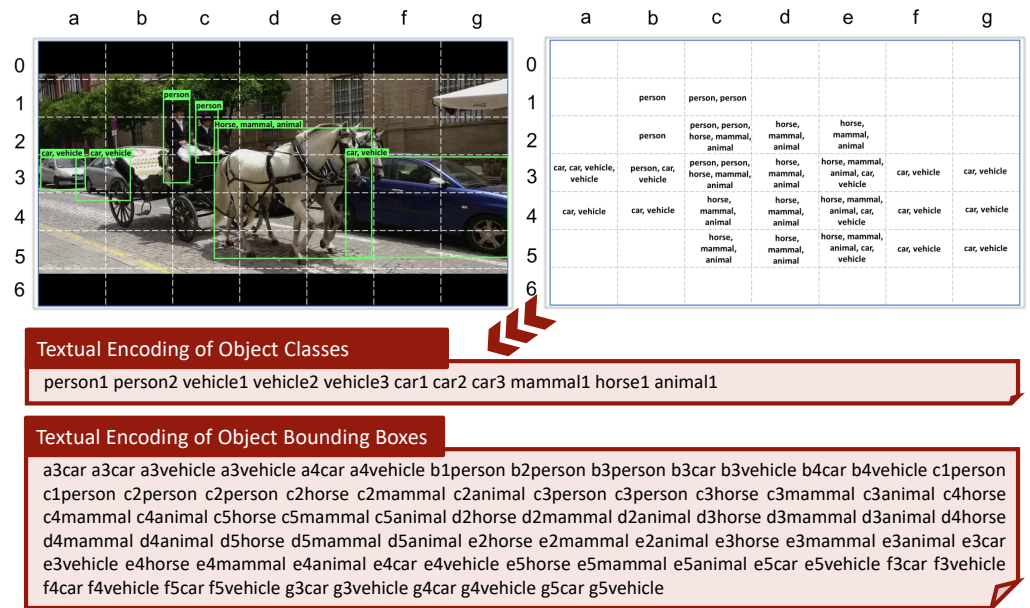 a b c d e f g
a b c d e f g
0
1
2
3
4
5
6
person
person
Horse, mammal, animal
car, vehicle
car, vehicle
car, vehicle
0
1
2
3
4
5
6
person
person, person
person
person, person,
horse, mammal,
animal
horse,
mammal,
animal
horse,
mammal,
animal
car, car, vehicle,
vehicle
person, car,
vehicle
person, person,
horse, mammal,
animal
horse,
mammal,
animal
horse, mammal,
animal, car,
vehicle
car, vehicle
car, vehicle
car, vehicle
car, vehicle
horse,
mammal,
animal
horse,
mammal,
animal
horse, mammal,
animal, car,
vehicle
car, vehicle
car, vehicle
horse,
mammal,
animal
horse,
mammal,
animal
horse, mammal,
animal, car,
vehicle
car, vehicle
car, vehicle
Textual Encoding of Object Classes
person1 person2 vehicle1 vehicle2 vehicle3 car1 car2 car3 mammal1 horse1 animal1
Textual Encoding of Object Bounding Boxes
a3car a3car a3vehicle a3vehicle a4car a4vehicle b1person b2person b3person b3car b3vehicle b4car b4vehicle c1person
c1person c2person c2person c2horse c2mammal c2animal c3person c3person c3horse c3mammal c3animal c4horse
c4mammal c4animal c5horse c5mammal c5animal d2horse d2mammal d2animal d3horse d3mammal d3animal d4horse
d4mammal d4animal d5horse d5mammal d5animal e2horse e2mammal e2animal e3horse e3mammal e3animal e3car
e3vehicle e4horse e4mammal e4animal e4car e4vehicle e5horse e5mammal e5animal e5car e5vehicle f3car f3vehicle
f4car f4vehicle f5car f5vehicle g3car g3vehicle g4car g4vehicle g5car g5vehicle